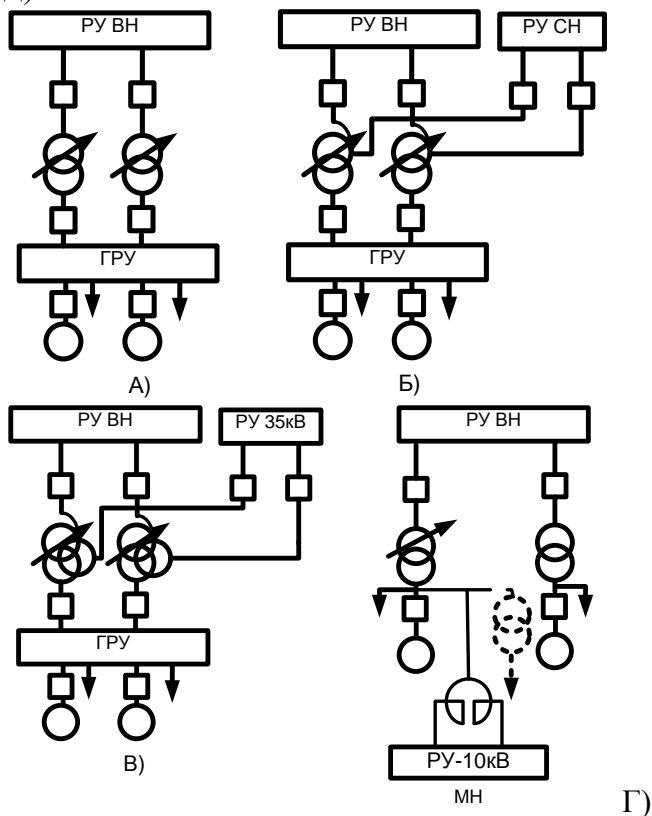 РУ ВН
РУ ВН
РУ СН
ГРУ
ГРУ
А)
Б)
РУ ВН
РУ 35кВ
РУ ВН
ГРУ
В)
РУ-10кВ
МН
Г)